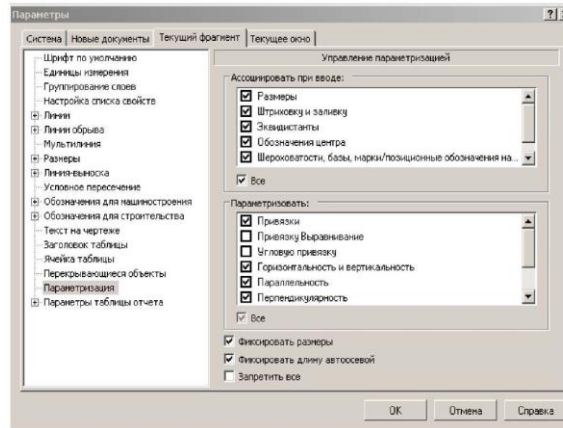 Параметры
Система
Новые документы
Текущий фрагмент
Текущее окно
Шрифт по умолчанию
Единицы измерения
Группирование слоев
Настройка списка свойств
Линии
Линии обрыва
Мультилиния
Размеры
Линия-выноска
Условное пересечение
Обозначения для машиностроения
Обозначения для строительства
Текст на чертеже
Заголовок таблицы
Ячейка таблицы
Перекрывающиеся объекты
Параметризация
Параметры таблицы отчета
Управление параметризацией
Ассоциировать при вводе:
Размеры
Штриховку и заливку
Эквидистанты
Обозначения центра
Шероховатости, базы, марки/позиционные обозначения на...
Все
Параметризовать:
Привязки
Привязку Выравнивание
Угловую привязку
Горизонтальность и вертикальность
Параллельность
Перпендикулярность
Все
Фиксировать размеры
Фиксировать длину автоосевой
Запретить все
OK
Отмена
Справка